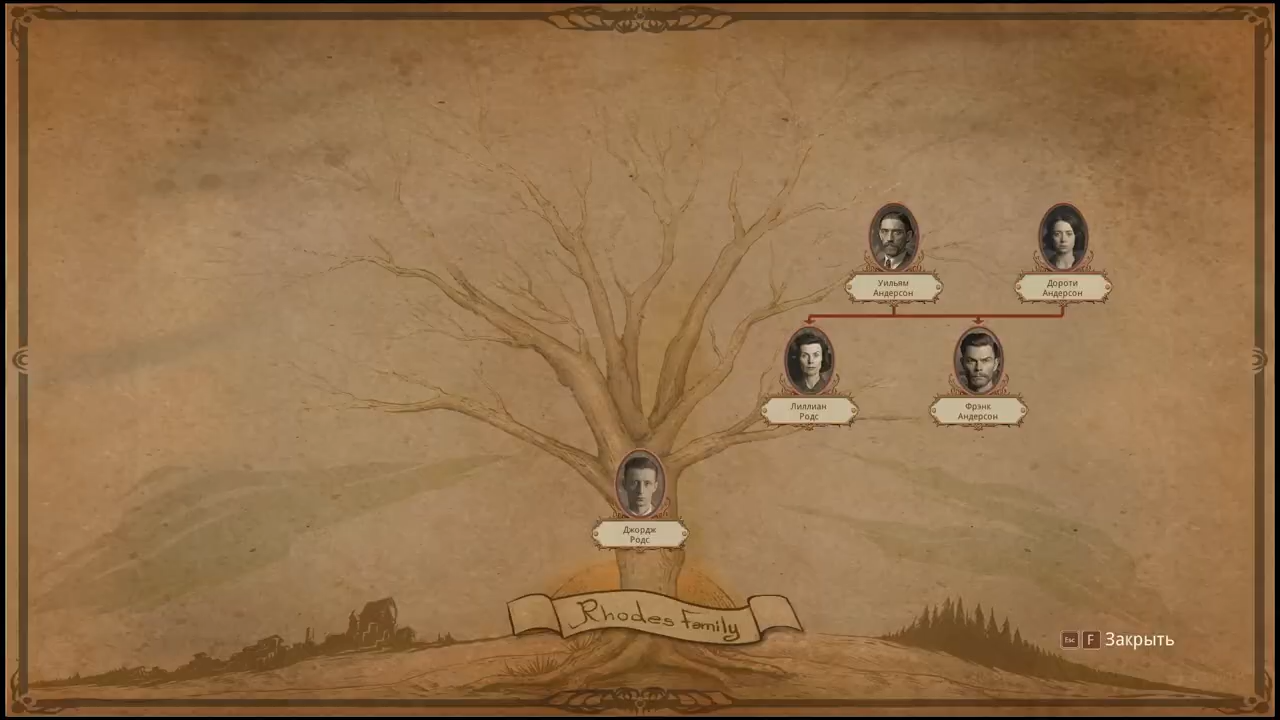 Уильям
Андерсон
Дороти
Андерсон
Лиллиан
Родс
Фрэнк
Андерсон
Джордж
Родс
Rhodes Family
Esc F Закрыть